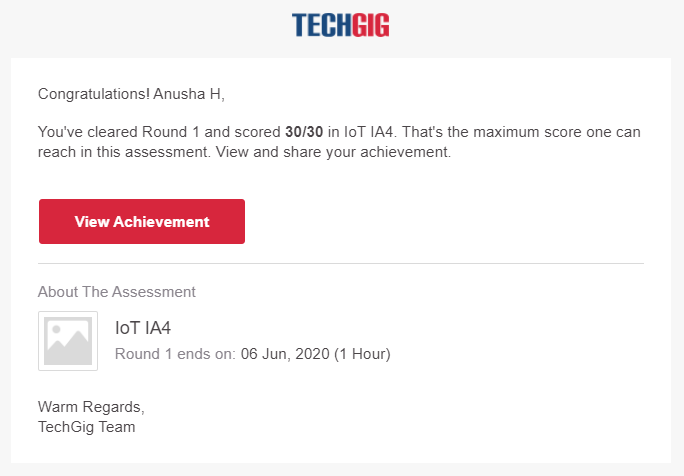 TECHGIG
Congratulations! Anusha H,
You've cleared Round 1 and scored 30/30 in IoT IA4. That's the maximum score one can
reach in this assessment. View and share your achievement.
View Achievement
About The Assessment
IoT IA4
Round 1 ends on: 06 Jun, 2020 (1 Hour)
Warm Regards,
TechGig Team